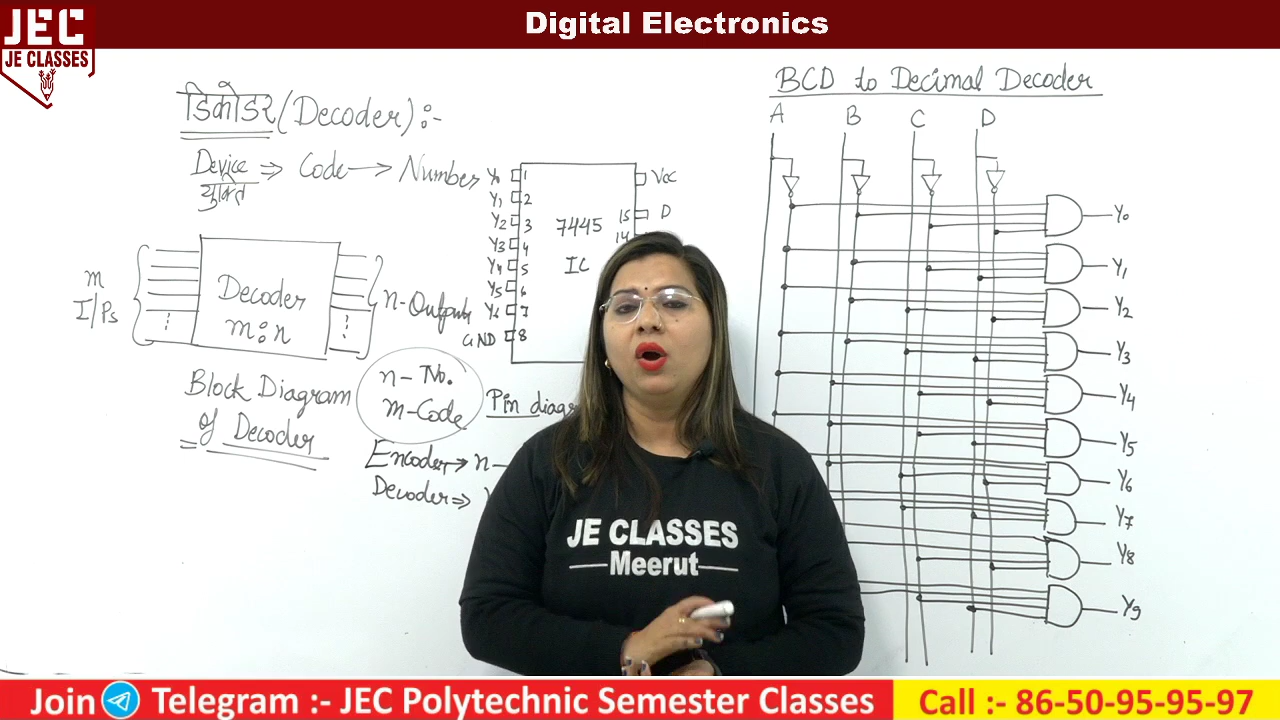 Digital Electronics
JEC
JE CLASSES
डिकोडर (Decoder) :-
Device ⇒ Code → Number
युक्ति
m
I/Ps
Decoder
m:n
n-Outputs
Block Diagram
of Decoder
n- No.
m-Code
Encoder → n -
Decoder ⇒
Y0 1
Y1 2
Y2 3
Y3 4
Y4 5
Y5 6
Y6 7
GND 8
7445
IC
Vcc
15 D
14
Pin diagr
BCD to Decimal Decoder
A B C D
Y0
Y1
Y2
Y3
Y4
Y5
Y6
Y7
Y8
Y9
JE CLASSES
Meerut
Join Telegram :- JEC Polytechnic Semester Classes
Call :- 86-50-95-95-97